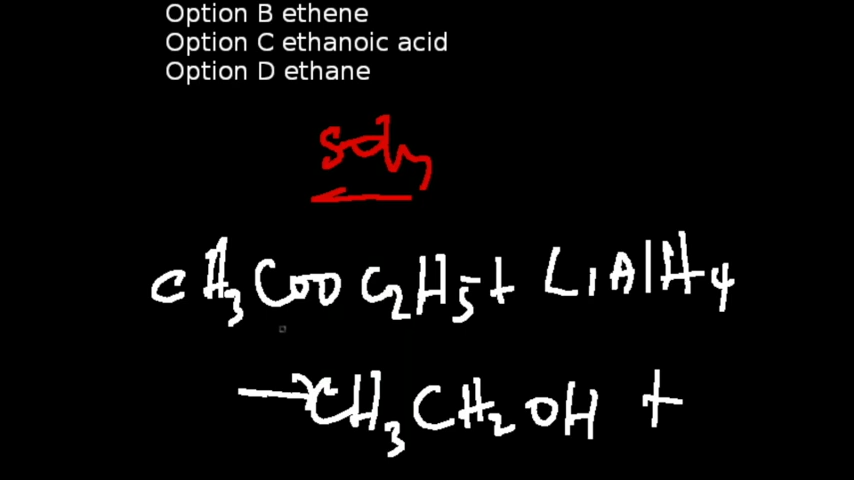 Option B ethene
Option C ethanoic acid
Option D ethane
soln
CH₃COOC₂H₅ + LiAlH₄
→ CH₃CH₂OH +